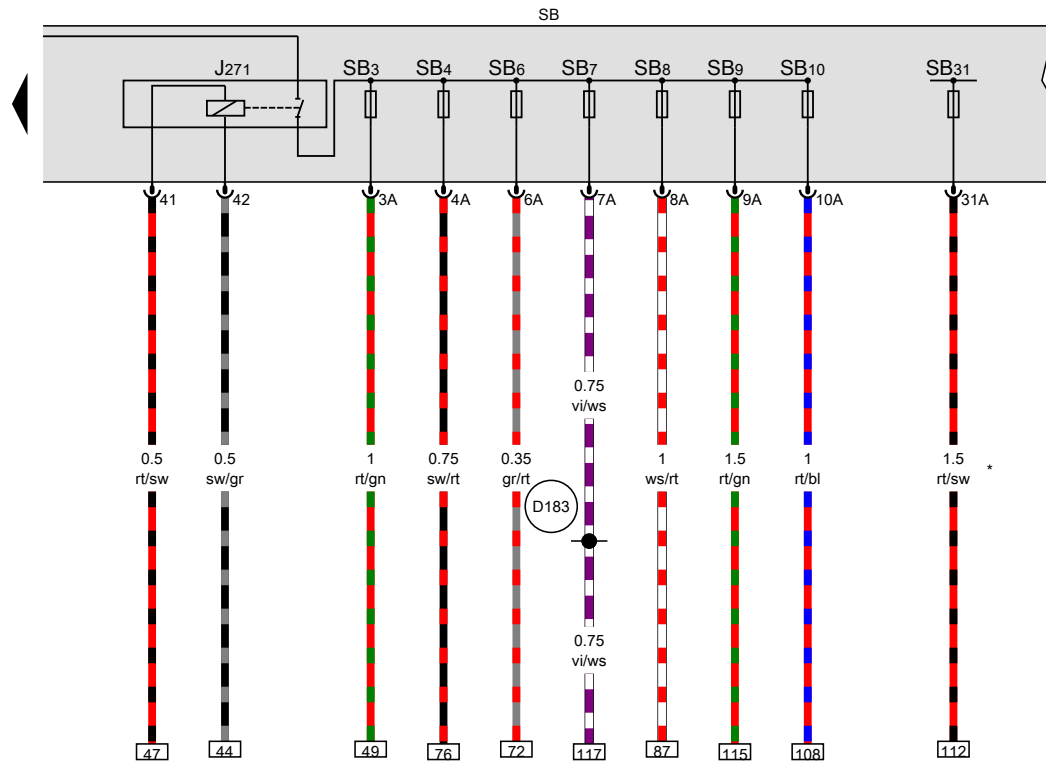 SB
J271 SB3 SB4 SB6 SB7 SB8 SB9 SB10 SB31
41 42 3A 4A 6A 7A 8A 9A 10A 31A
0.75
vi/ws
0.5 0.5 1 0.75 0.35 1 1.5 1 1.5
rt/sw sw/gr rt/gn sw/rt gr/rt ws/rt rt/gn rt/bl rt/sw *
D183
0.75
vi/ws
47 44 49 76 72 117 87 115 108 112